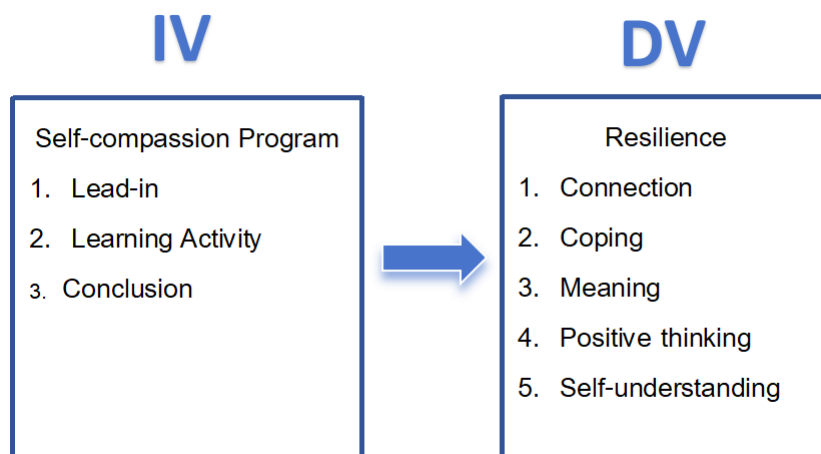 IV
Self-compassion Program
1. Lead-in
2. Learning Activity
3. Conclusion
DV
Resilience
1. Connection
2. Coping
3. Meaning
4. Positive thinking
5. Self-understanding